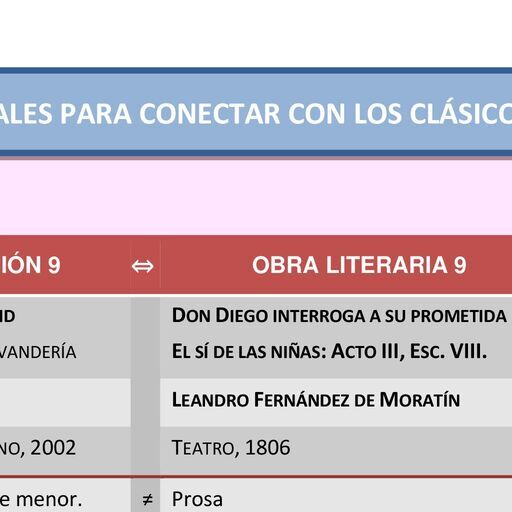 ALES PARA CONECTAR CON LOS CLÁSICO
IÓN 9 ⇔ OBRA LITERARIA 9
ID DON DIEGO INTERROGA A SU PROMETIDA
VANDERÍA EL SÍ DE LAS NIÑAS: ACTO III, ESC. VIII.
LEANDRO FERNÁNDEZ DE MORATÍN
NO, 2002 TEATRO, 1806
e menor. ≠ Prosa